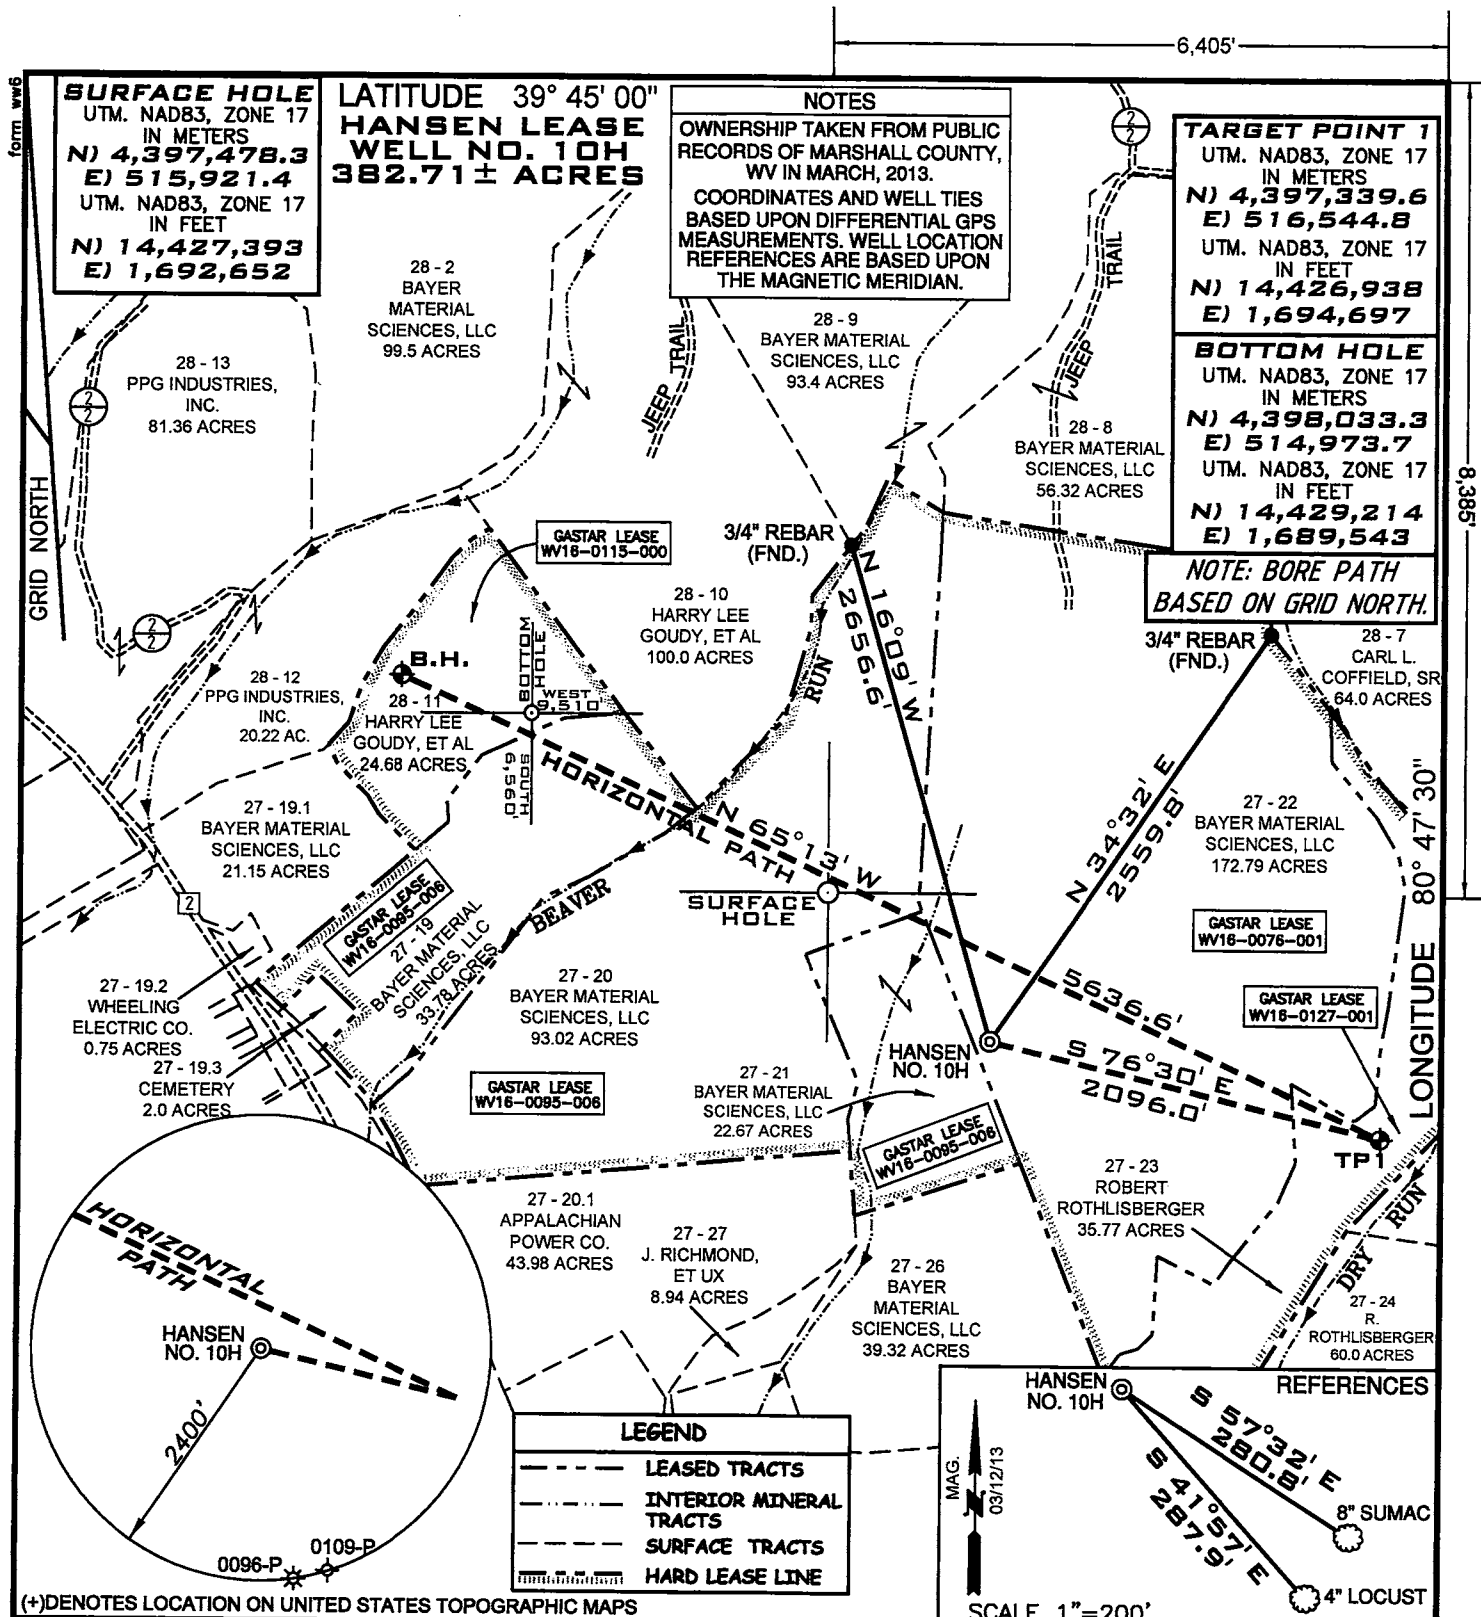 6,405'
form ww6
SURFACE HOLE
UTM. NAD83, ZONE 17
IN METERS
N) 4,397,478.3
E) 515,921.4
UTM. NAD83, ZONE 17
IN FEET
N) 14,427,393
E) 1,692,652
LATITUDE 39° 45' 00"
HANSEN LEASE
WELL NO. 10H
382.71± ACRES
NOTES
OWNERSHIP TAKEN FROM PUBLIC
RECORDS OF MARSHALL COUNTY,
WV IN MARCH, 2013.
COORDINATES AND WELL TIES
BASED UPON DIFFERENTIAL GPS
MEASUREMENTS. WELL LOCATION
REFERENCES ARE BASED UPON
THE MAGNETIC MERIDIAN.
2
2
TARGET POINT 1
UTM. NAD83, ZONE 17
IN METERS
N) 4,397,339.6
E) 516,544.8
UTM. NAD83, ZONE 17
IN FEET
N) 14,426,938
E) 1,694,697
BOTTOM HOLE
UTM. NAD83, ZONE 17
IN METERS
N) 4,398,033.3
E) 514,973.7
UTM. NAD83, ZONE 17
IN FEET
N) 14,429,214
E) 1,689,543
NOTE: BORE PATH
BASED ON GRID NORTH.
8,385'
28 - 2
BAYER
MATERIAL
SCIENCES, LLC
99.5 ACRES
28 - 13
PPG INDUSTRIES,
INC.
81.36 ACRES
2
2
GRID NORTH
JEEP TRAIL
28 - 9
BAYER MATERIAL
SCIENCES, LLC
93.4 ACRES
JEEP TRAIL
28 - 8
BAYER MATERIAL
SCIENCES, LLC
56.32 ACRES
GASTAR LEASE
WV16-0115-000
3/4" REBAR
(FND.)
2
2
28 - 10
HARRY LEE
GOUDY, ET AL
100.0 ACRES
N 16°09' W
2656.6'
3/4" REBAR
(FND.)
28 - 7
CARL L.
COFFIELD, SR
64.0 ACRES
B.H.
BOTTOM
HOLE
WEST
9,510'
SOUTH
6,560'
28 - 12
PPG INDUSTRIES,
INC.
20.22 AC.
28 - 11
HARRY LEE
GOUDY, ET AL
24.68 ACRES
RUN
HORIZONTAL
PATH
N 65°13' W
N 34°32' E
2559.8'
27 - 22
BAYER MATERIAL
SCIENCES, LLC
172.79 ACRES
27 - 19.1
BAYER MATERIAL
SCIENCES, LLC
21.15 ACRES
LONGITUDE 80° 47' 30"
2
GASTAR LEASE
WV16-0095-006
BEAVER
SURFACE
HOLE
GASTAR LEASE
WV16-0076-001
27 - 19
BAYER MATERIAL
SCIENCES, LLC
33.78 ACRES
27 - 19.2
WHEELING
ELECTRIC CO.
0.75 ACRES
27 - 20
BAYER MATERIAL
SCIENCES, LLC
93.02 ACRES
5636.6'
GASTAR LEASE
WV16-0127-001
27 - 19.3
CEMETERY
2.0 ACRES
GASTAR LEASE
WV16-0095-006
HANSEN
NO. 10H
S 76°30' E
2096.0'
27 - 21
BAYER MATERIAL
SCIENCES, LLC
22.67 ACRES
GASTAR LEASE
WV16-0095-006
TP1
27 - 23
ROBERT
ROTHLISBERGER
35.77 ACRES
DRY RUN
27 - 20.1
APPALACHIAN
POWER CO.
43.98 ACRES
27 - 27
J. RICHMOND,
ET UX
8.94 ACRES
27 - 26
BAYER
MATERIAL
SCIENCES, LLC
39.32 ACRES
27 - 24
R.
ROTHLISBERGER
60.0 ACRES
HORIZONTAL
PATH
HANSEN
NO. 10H
2400'
0096-P
0109-P
(+)DENOTES LOCATION ON UNITED STATES TOPOGRAPHIC MAPS
LEGEND
LEASED TRACTS
INTERIOR MINERAL
TRACTS
SURFACE TRACTS
HARD LEASE LINE
HANSEN
NO. 10H
REFERENCES
MAG.
N
03/12/13
S 57°32' E
280.8'
S 41°57' E
287.9'
8" SUMAC
4" LOCUST
SCALE 1"=200'